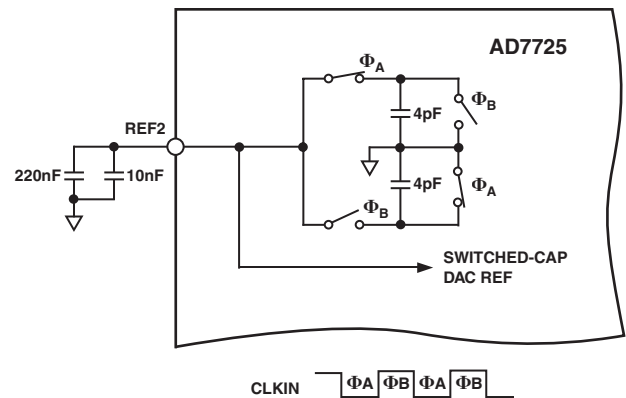 AD7725
ΦA
ΦB
4pF
REF2
220nF
10nF
4pF
ΦA
ΦB
SWITCHED-CAP
DAC REF
CLKIN ΦA ΦB ΦA ΦB